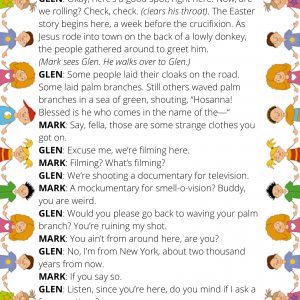 GLEN: Okay, here's a good spot, right here. Now, are
we rolling? Check, check. (clears his throat). The Easter
story begins here, a week before the crucifixion. As
Jesus rode into town on the back of a lowly donkey,
the people gathered around to greet him.
(Mark sees Glen. He walks over to Glen.)
GLEN: Some people laid their cloaks on the road.
Some laid palm branches. Still others waved palm
branches in a sea of green, shouting, “Hosanna!
Blessed is he who comes in the name of the—“
MARK: Say, fella, those are some strange clothes you
got on.
GLEN: Excuse me, we're filming here.
MARK: Filming? What's filming?
GLEN: We're shooting a documentary for television.
MARK: A mockumentary for smell-o-vision? Buddy,
you are weird.
GLEN: Would you please go back to waving your palm
branch? You're ruining my shot.
MARK: You ain't from around here, are you?
GLEN: No, I'm from New York, about two thousand
years from now.
MARK: If you say so.
GLEN: Listen, since you're here, do you mind if I ask a